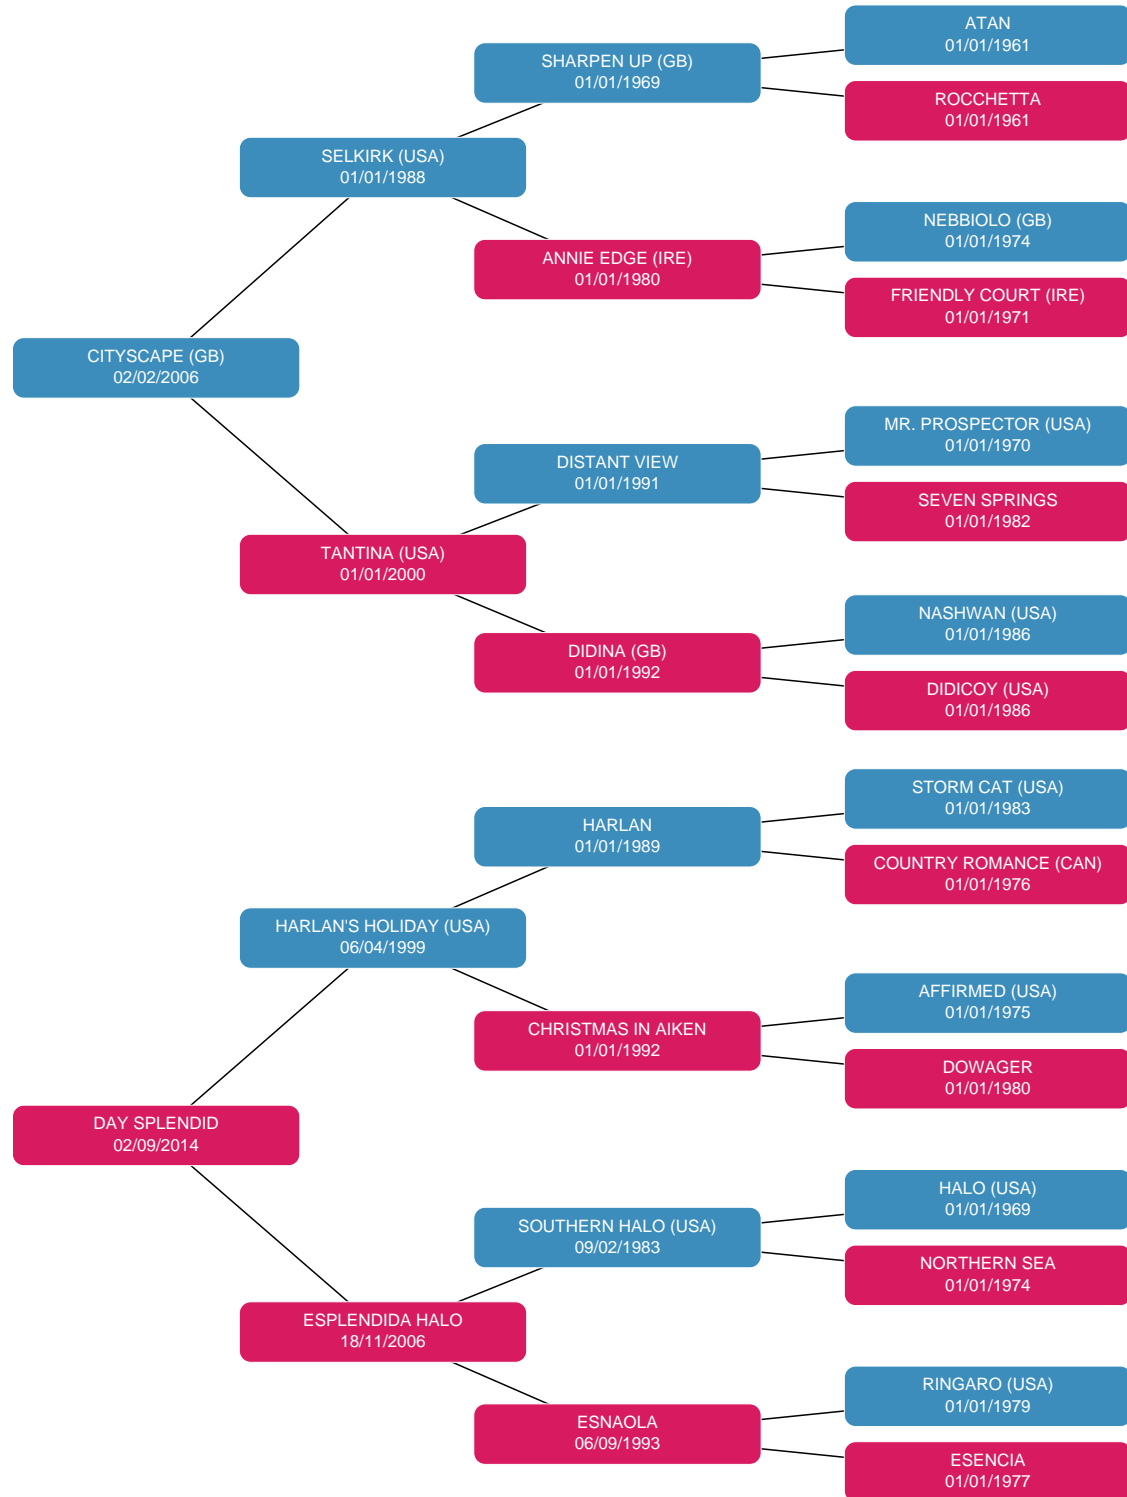 ATAN
01/01/1961
SHARPEN UP (GB)
01/01/1969
ROCCHETTA
01/01/1961
SELKIRK (USA)
01/01/1988
NEBBIOLO (GB)
01/01/1974
ANNIE EDGE (IRE)
01/01/1980
FRIENDLY COURT (IRE)
01/01/1971
CITYSCAPE (GB)
02/02/2006
MR. PROSPECTOR (USA)
01/01/1970
DISTANT VIEW
01/01/1991
SEVEN SPRINGS
01/01/1982
TANTINA (USA)
01/01/2000
NASHWAN (USA)
01/01/1986
DIDINA (GB)
01/01/1992
DIDICOY (USA)
01/01/1986
STORM CAT (USA)
01/01/1983
HARLAN
01/01/1989
COUNTRY ROMANCE (CAN)
01/01/1976
HARLAN'S HOLIDAY (USA)
06/04/1999
AFFIRMED (USA)
01/01/1975
CHRISTMAS IN AIKEN
01/01/1992
DOWAGER
01/01/1980
DAY SPLENDID
02/09/2014
HALO (USA)
01/01/1969
SOUTHERN HALO (USA)
09/02/1983
NORTHERN SEA
01/01/1974
ESPLENDIDA HALO
18/11/2006
RINGARO (USA)
01/01/1979
ESNAOLA
06/09/1993
ESENCIA
01/01/1977